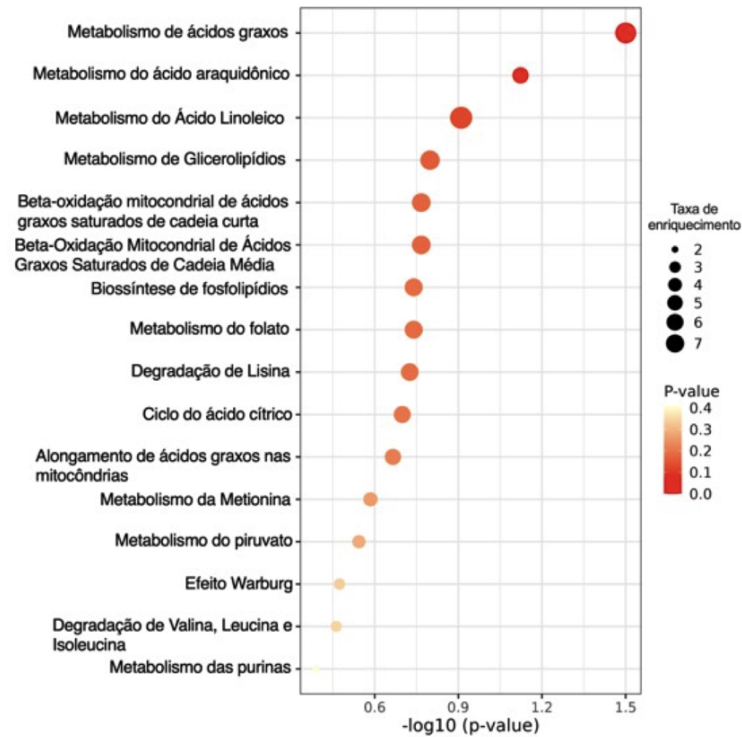 Metabolismo de ácidos graxos
Metabolismo do ácido araquidônico
Metabolismo do Ácido Linoleico
Metabolismo de Glicerolipídios
Beta-oxidação mitocondrial de ácidos
graxos saturados de cadeia curta
Beta-Oxidação Mitocondrial de Ácidos
Graxos Saturados de Cadeia Média
Biossíntese de fosfolipídios
Metabolismo do folato
Degradação de Lisina
Ciclo do ácido cítrico
Alongamento de ácidos graxos nas
mitocôndrias
Metabolismo da Metionina
Metabolismo do piruvato
Efeito Warburg
Degradação de Valina, Leucina e
Isoleucina
Metabolismo das purinas
0.6 0.9 1.2 1.5
-log10 (p-value)
Taxa de
enriquecimento
2
3
4
5
6
7
P-value
0.4
0.3
0.2
0.1
0.0